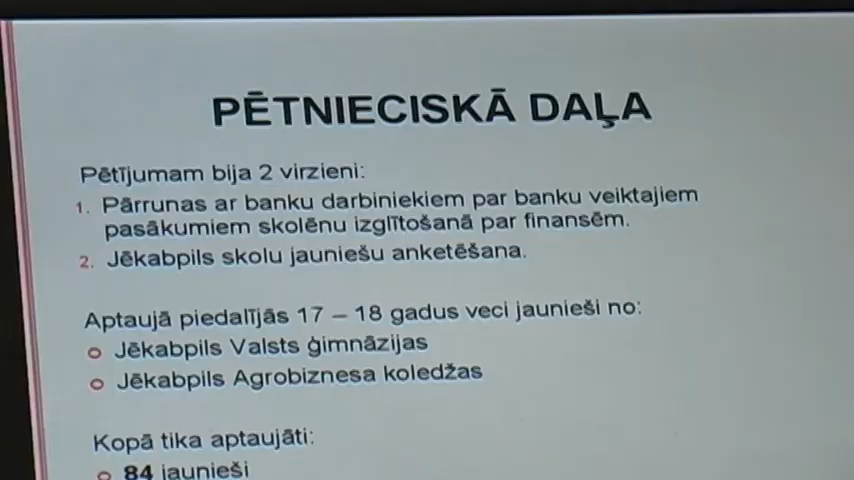 PĒTNIECISKĀ DAĻA
Pētījumam bija 2 virzieni:
1. Pārrunas ar banku darbiniekiem par banku veiktajiem
pasākumiem skolēnu izglītošanā par finansēm.
2. Jēkabpils skolu jauniešu anketēšana.
Aptaujā piedalījās 17 – 18 gadus veci jaunieši no:
Jēkabpils Valsts ģimnāzijas
Jēkabpils Agrobiznesa koledžas
Kopā tika aptaujāti:
84 jaunieši